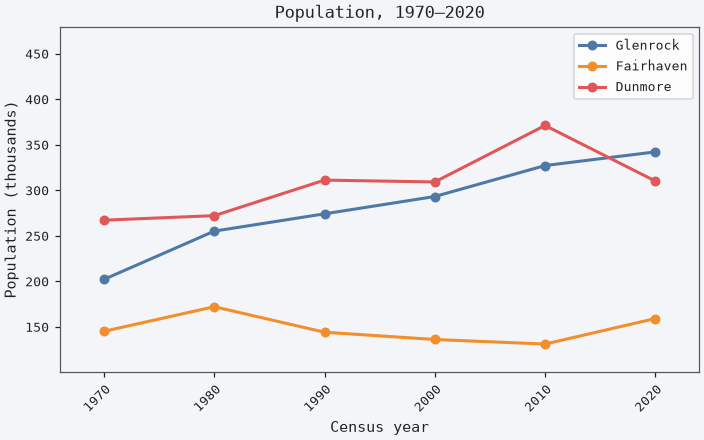 Population, 1970–2020
Glenrock
Fairhaven
Dunmore
Population (thousands)
450
400
350
300
250
200
150
1970
1980
1990
2000
2010
2020
Census year